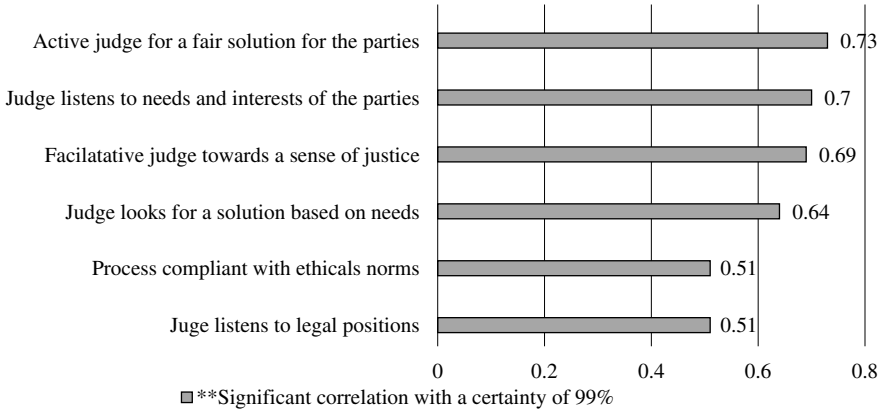 Active judge for a fair solution for the parties 0.73
Judge listens to needs and interests of the parties 0.7
Facilatative judge towards a sense of justice 0.69
Judge looks for a solution based on needs 0.64
Process compliant with ethicals norms 0.51
Juge listens to legal positions 0.51
0 0.2 0.4 0.6 0.8
**Significant correlation with a certainty of 99%